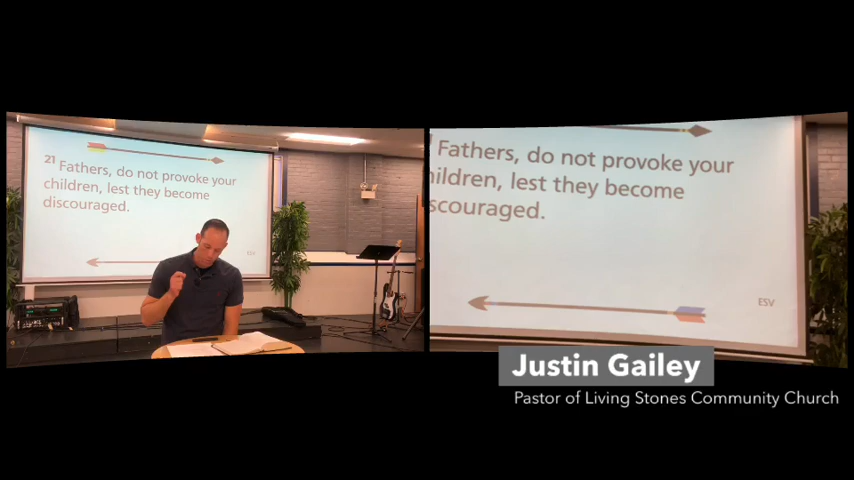 21 Fathers, do not provoke your
children, lest they become
discouraged.
ESV
Fathers, do not provoke your
hildren, lest they become
scouraged.
ESV
Justin Gailey
Pastor of Living Stones Community Church